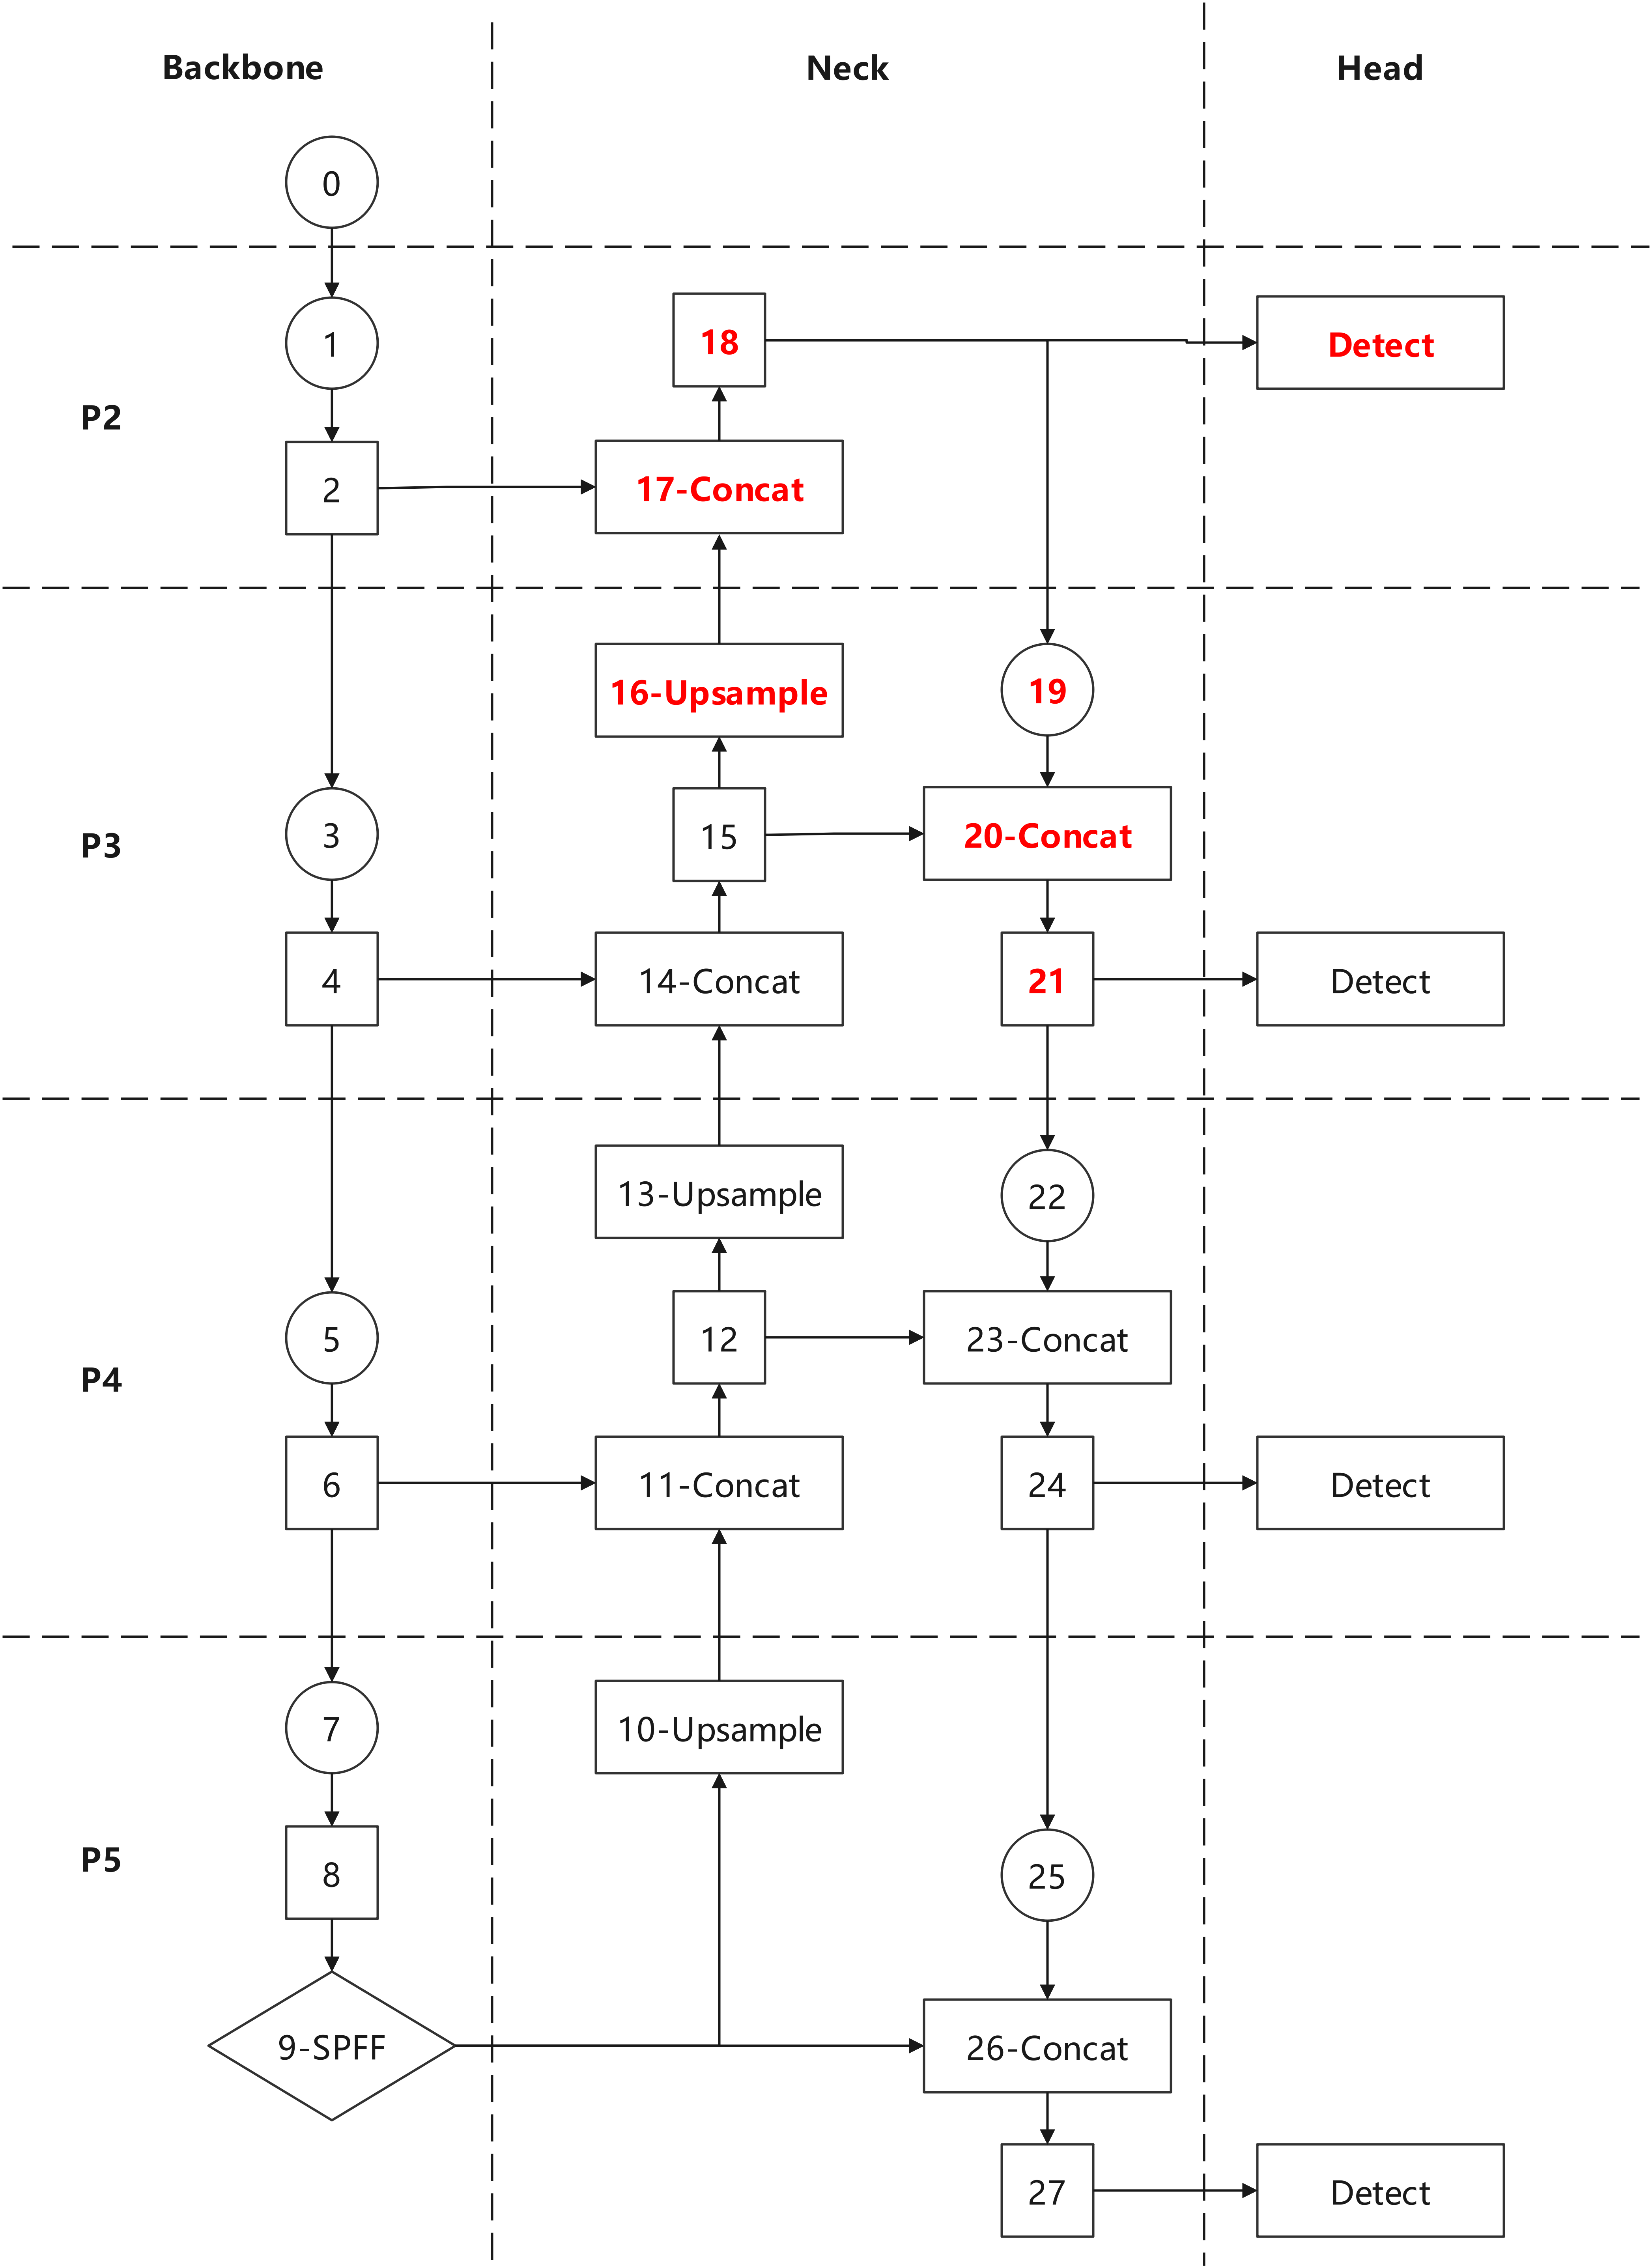 Backbone
Neck
Head
0
P2
1
2
18
17-Concat
Detect
P3
3
4
16-Upsample
15
14-Concat
19
20-Concat
21
Detect
P4
5
6
13-Upsample
12
11-Concat
22
23-Concat
24
Detect
P5
7
8
9-SPFF
10-Upsample
25
26-Concat
27
Detect